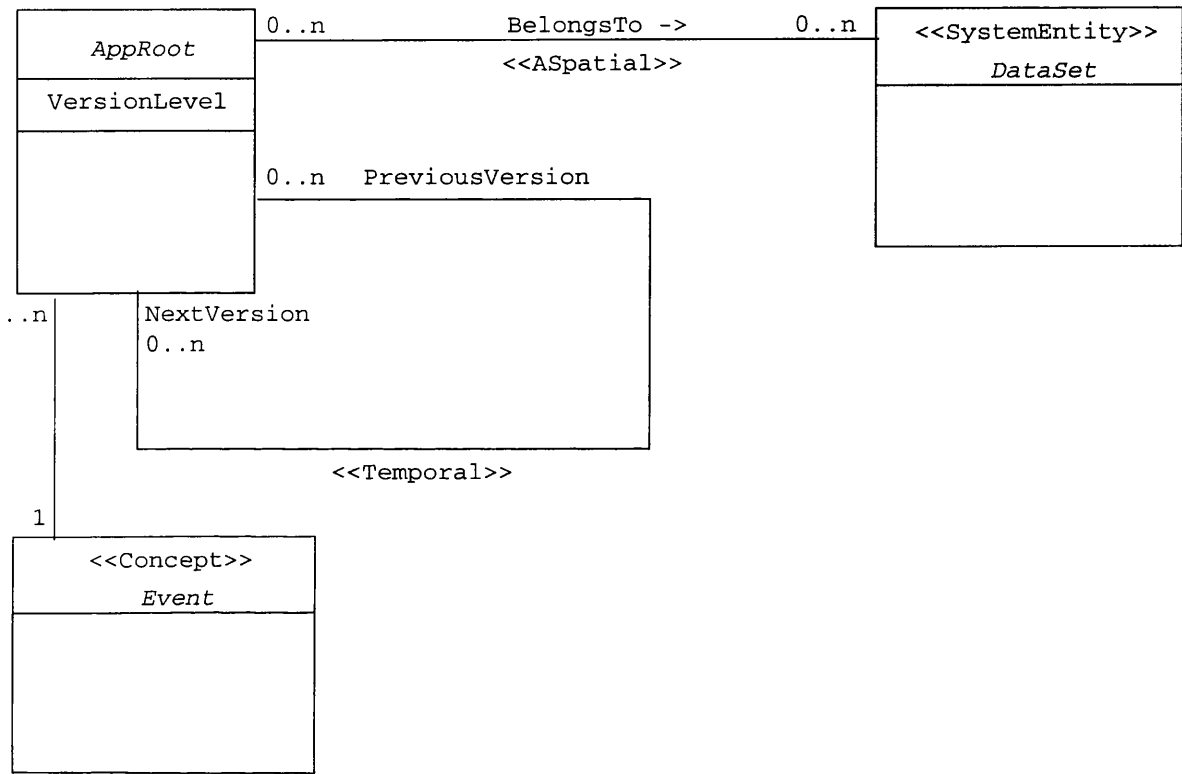 AppRoot
VersionLevel
0..n BelongsTo -> 0..n
<<ASpatial>>
<<SystemEntity>>
DataSet
0..n PreviousVersion
NextVersion
0..n
<<Temporal>>
..n
1
<<Concept>>
Event